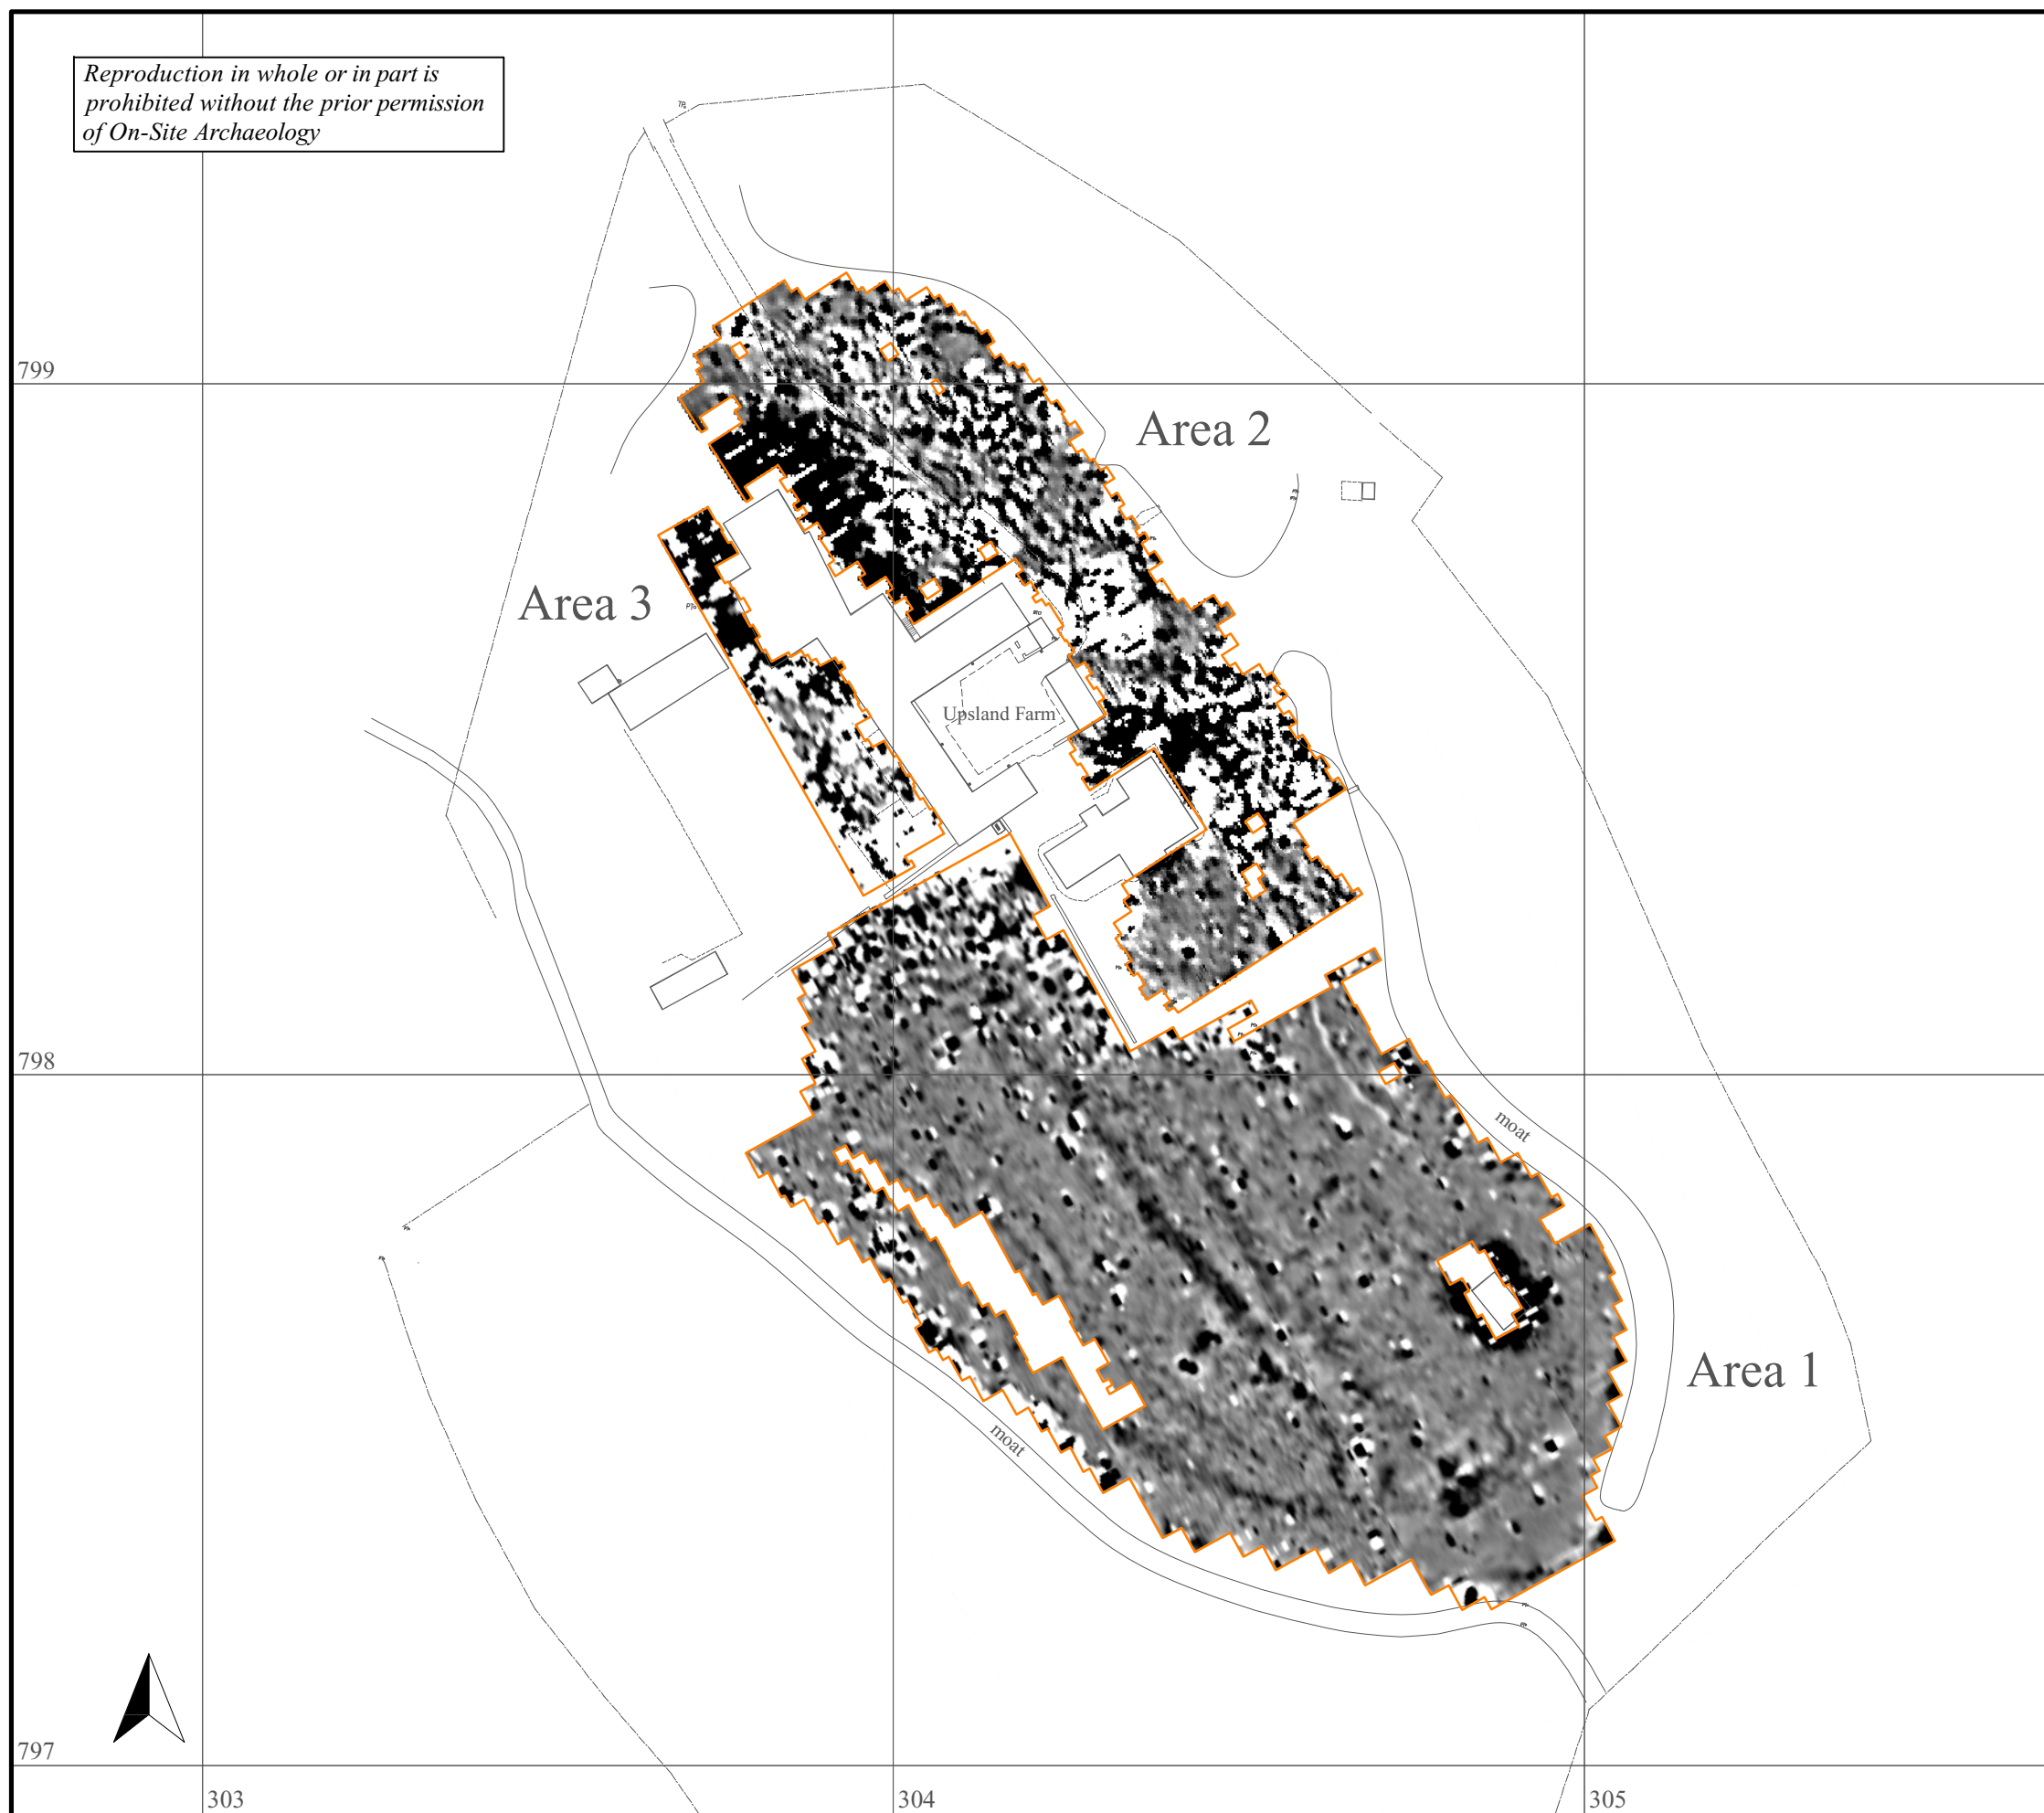 Reproduction in whole or in part is
prohibited without the prior permission
of On-Site Archaeology
799
Area 2
Area 3
Upsland Farm
798
moat
Area 1
moat
797
303
304
305